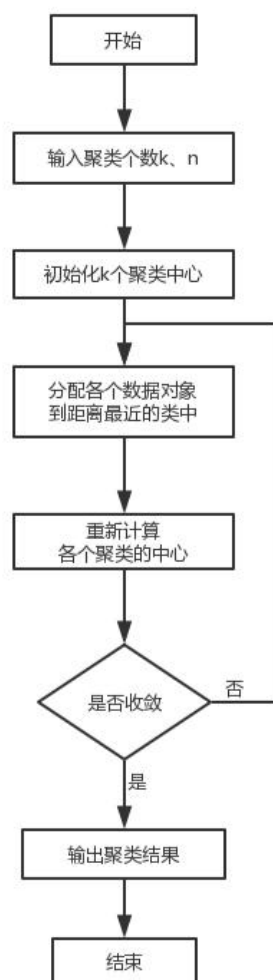 开始
输入聚类个数k、n
初始化k个聚类中心
分配各个数据对象
到距离最近的类中
重新计算
各个聚类的中心
是否收敛
否
是
输出聚类结果
结束